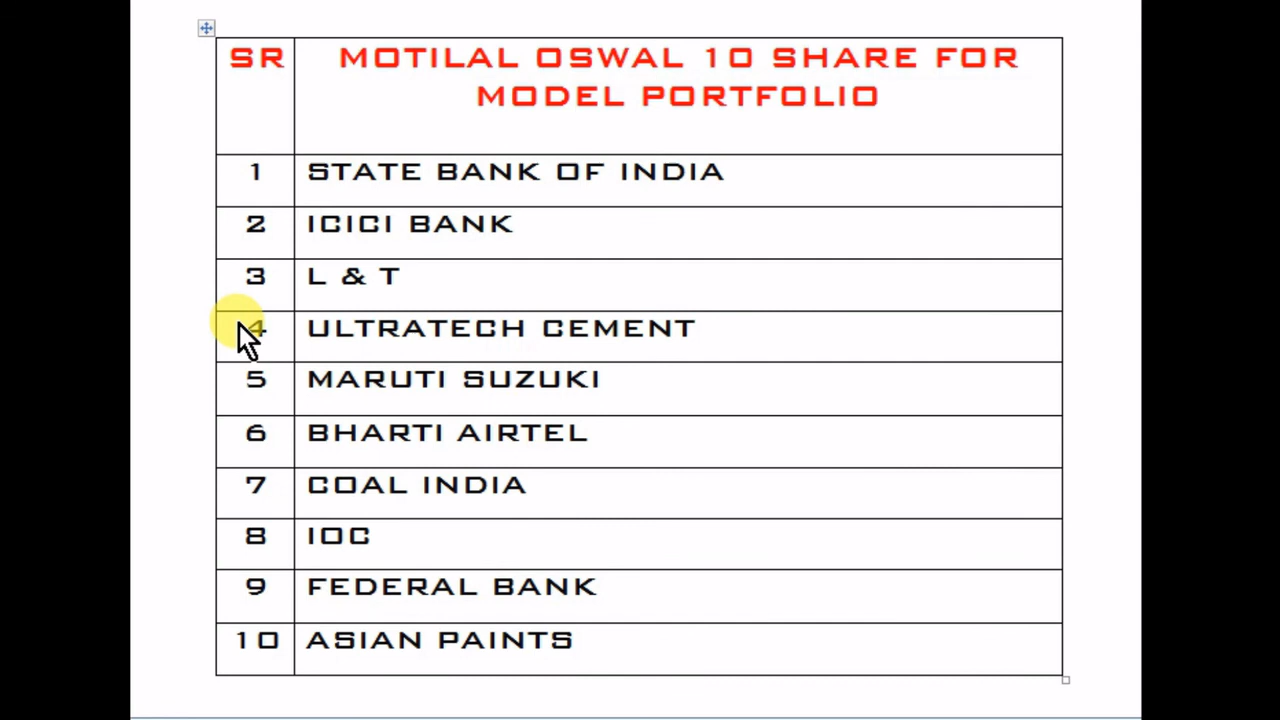 SR MOTILAL OSWAL 10 SHARE FOR
MODEL PORTFOLIO
1 STATE BANK OF INDIA
2 ICICI BANK
3 L & T
4 ULTRATECH CEMENT
5 MARUTI SUZUKI
6 BHARTI AIRTEL
7 COAL INDIA
8 IOC
9 FEDERAL BANK
10 ASIAN PAINTS